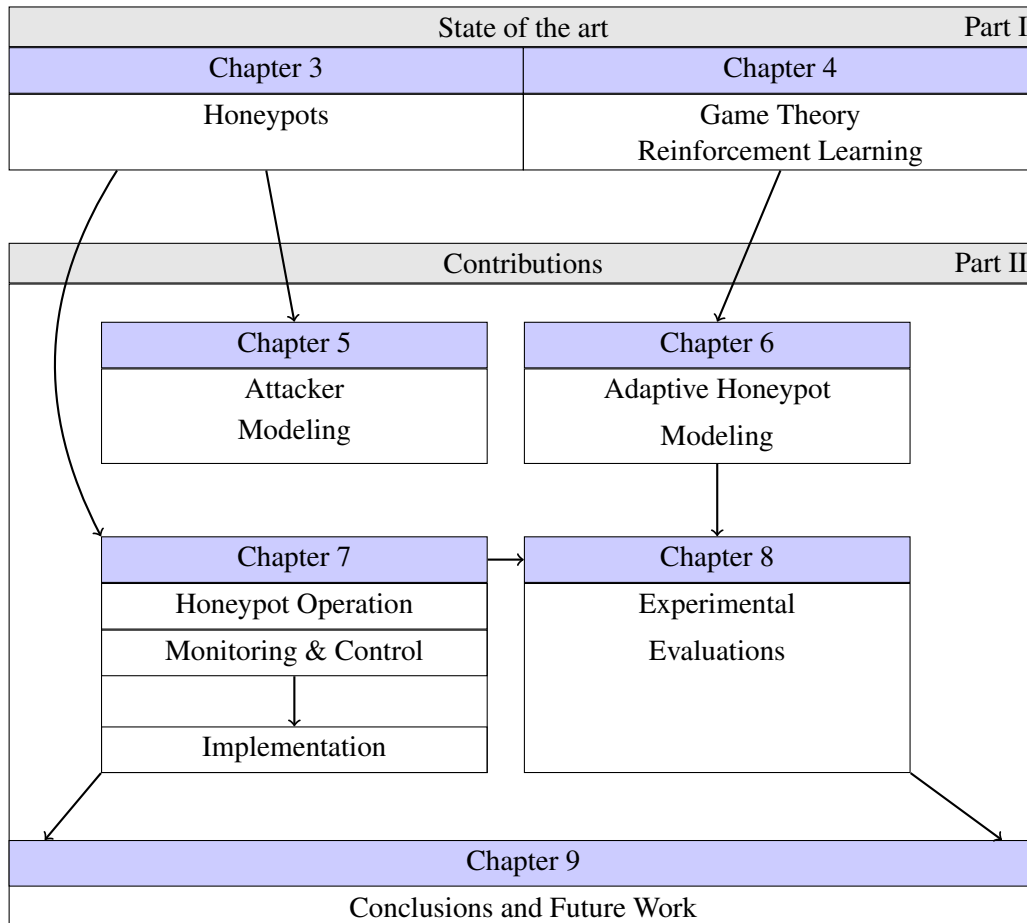 State of the art Part I
Chapter 3 Chapter 4
Honeypots Game Theory
Reinforcement Learning
Contributions Part II
Chapter 5 Chapter 6
Attacker Adaptive Honeypot
Modeling Modeling
Chapter 7 Chapter 8
Honeypot Operation Experimental
Monitoring & Control Evaluations
Implementation
Chapter 9
Conclusions and Future Work